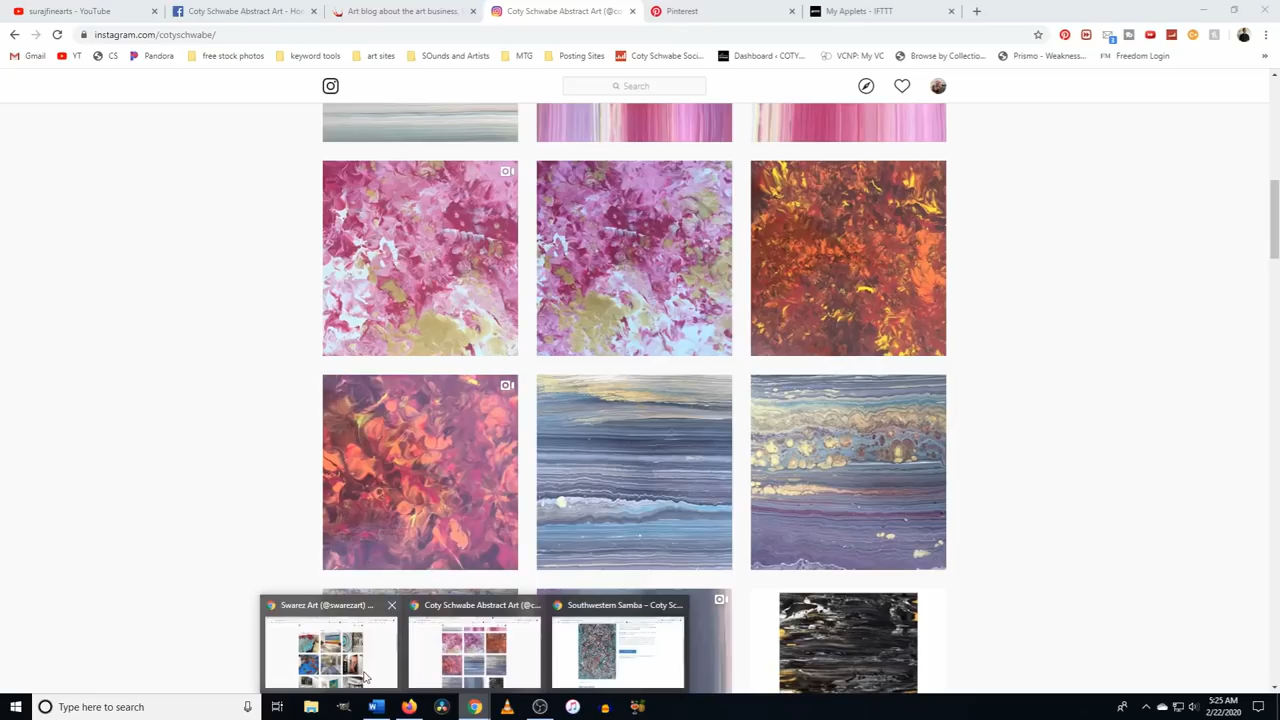 surajfinearts - YouTube
Coty Schwabe Abstract Art - Ho
Art blog about the art business,
Coty Schwabe Abstract Art (@co
Pinterest
My Applets - IFTTT
instagram.com/cotyschwabe/
Gmail
YT
CS
Pandora
free stock photos
keyword tools
art sites
SOunds and Artists
MTG
Posting Sites
Coty Schwabe Soci...
Dashboard ‹ COTY...
VCNP: My VC
Browse by Collectio...
Prismo - Weakness...
FM Freedom Login
»
Search
Swarez Art (@swarezart) ...
Coty Schwabe Abstract Art (@c...
Southwestern Samba – Coty Sc...
Type here to search
5:25 AM
2/22/2020